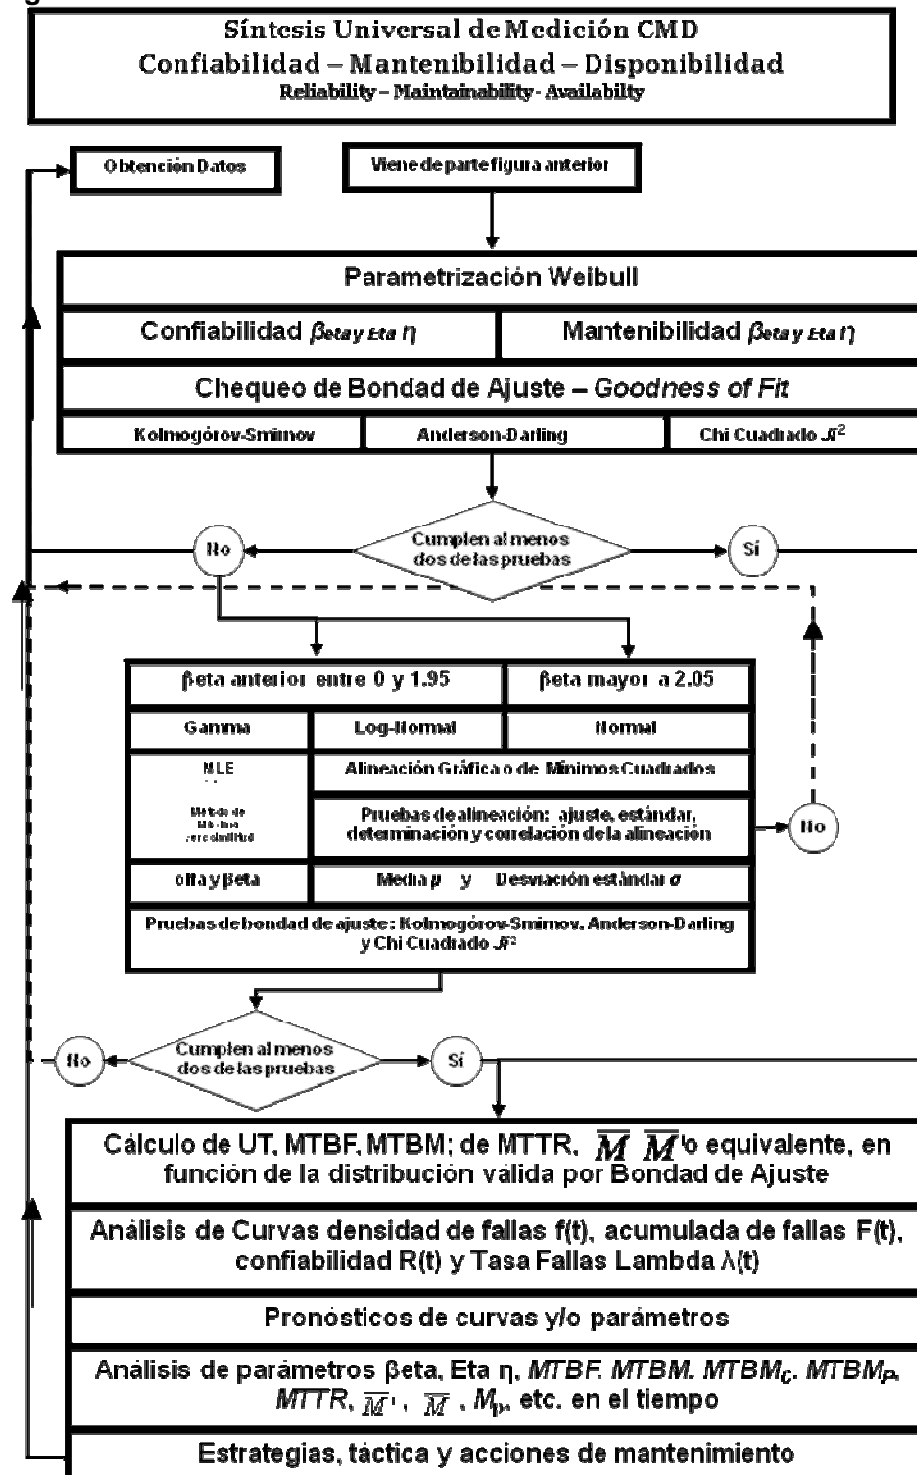 Síntesis Universal de Medición CMD
Confiabilidad – Mantenibilidad – Disponibilidad
Reliability – Maintainability - Availabilty
Obtención Datos
Viene de parte figura anterior
Parametrización Weibull
Confiabilidad βeta y Eta η
Mantenibilidad βeta y Eta η
Chequeo de Bondad de Ajuste – Goodness of Fit
Kolmogórov-Smirnov
Anderson-Darling
Chi Cuadrado
Cumplen al menos
dos de las pruebas
No
Sí
βeta anterior entre 0 y 1.95
βeta mayor a 2.05
Gamma
Log-Normal
Normal
MLE
Alineación Gráfica o de Mínimos Cuadrados
Pruebas de alineación: ajuste, estándar,
determinación y correlación de la alineación
No
y βeta
Media μ y Desviación estándar σ
Pruebas de bondad de ajuste: Kolmogórov-Smirnov, Anderson-Darling
y Chi Cuadrado
Cumplen al menos
dos de las pruebas
No
Sí
Cálculo de UT, MTBF, MTBM; de MTTR, M̅ M̅' o equivalente, en
función de la distribución válida por Bondad de Ajuste
Análisis de Curvas densidad de fallas f(t), acumulada de fallas F(t),
confiabilidad R(t) y Tasa Fallas Lambda λ(t)
Pronósticos de curvas y/o parámetros
Análisis de parámetros βeta, Eta η, MTBF. MTBM. MTBMC. MTBMP.
MTTR, M̅', M̅, Mp, etc. en el tiempo
Estrategias, táctica y acciones de mantenimiento